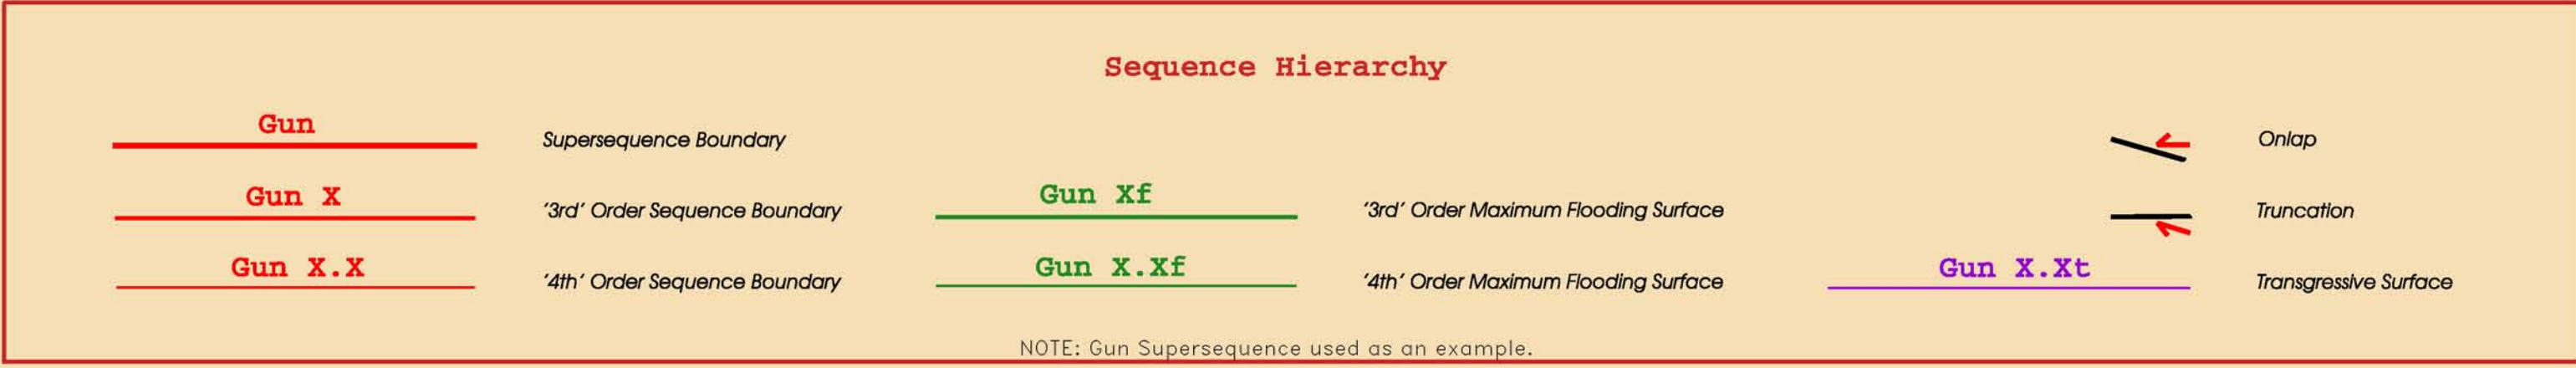 Sequence Hierarchy
Gun
Supersequence Boundary
Onlap
Gun X
'3rd' Order Sequence Boundary
Gun Xf
'3rd' Order Maximum Flooding Surface
Truncation
Gun X.X
'4th' Order Sequence Boundary
Gun X.Xf
'4th' Order Maximum Flooding Surface
Gun X.Xt
Transgressive Surface
NOTE: Gun Supersequence used as an example.